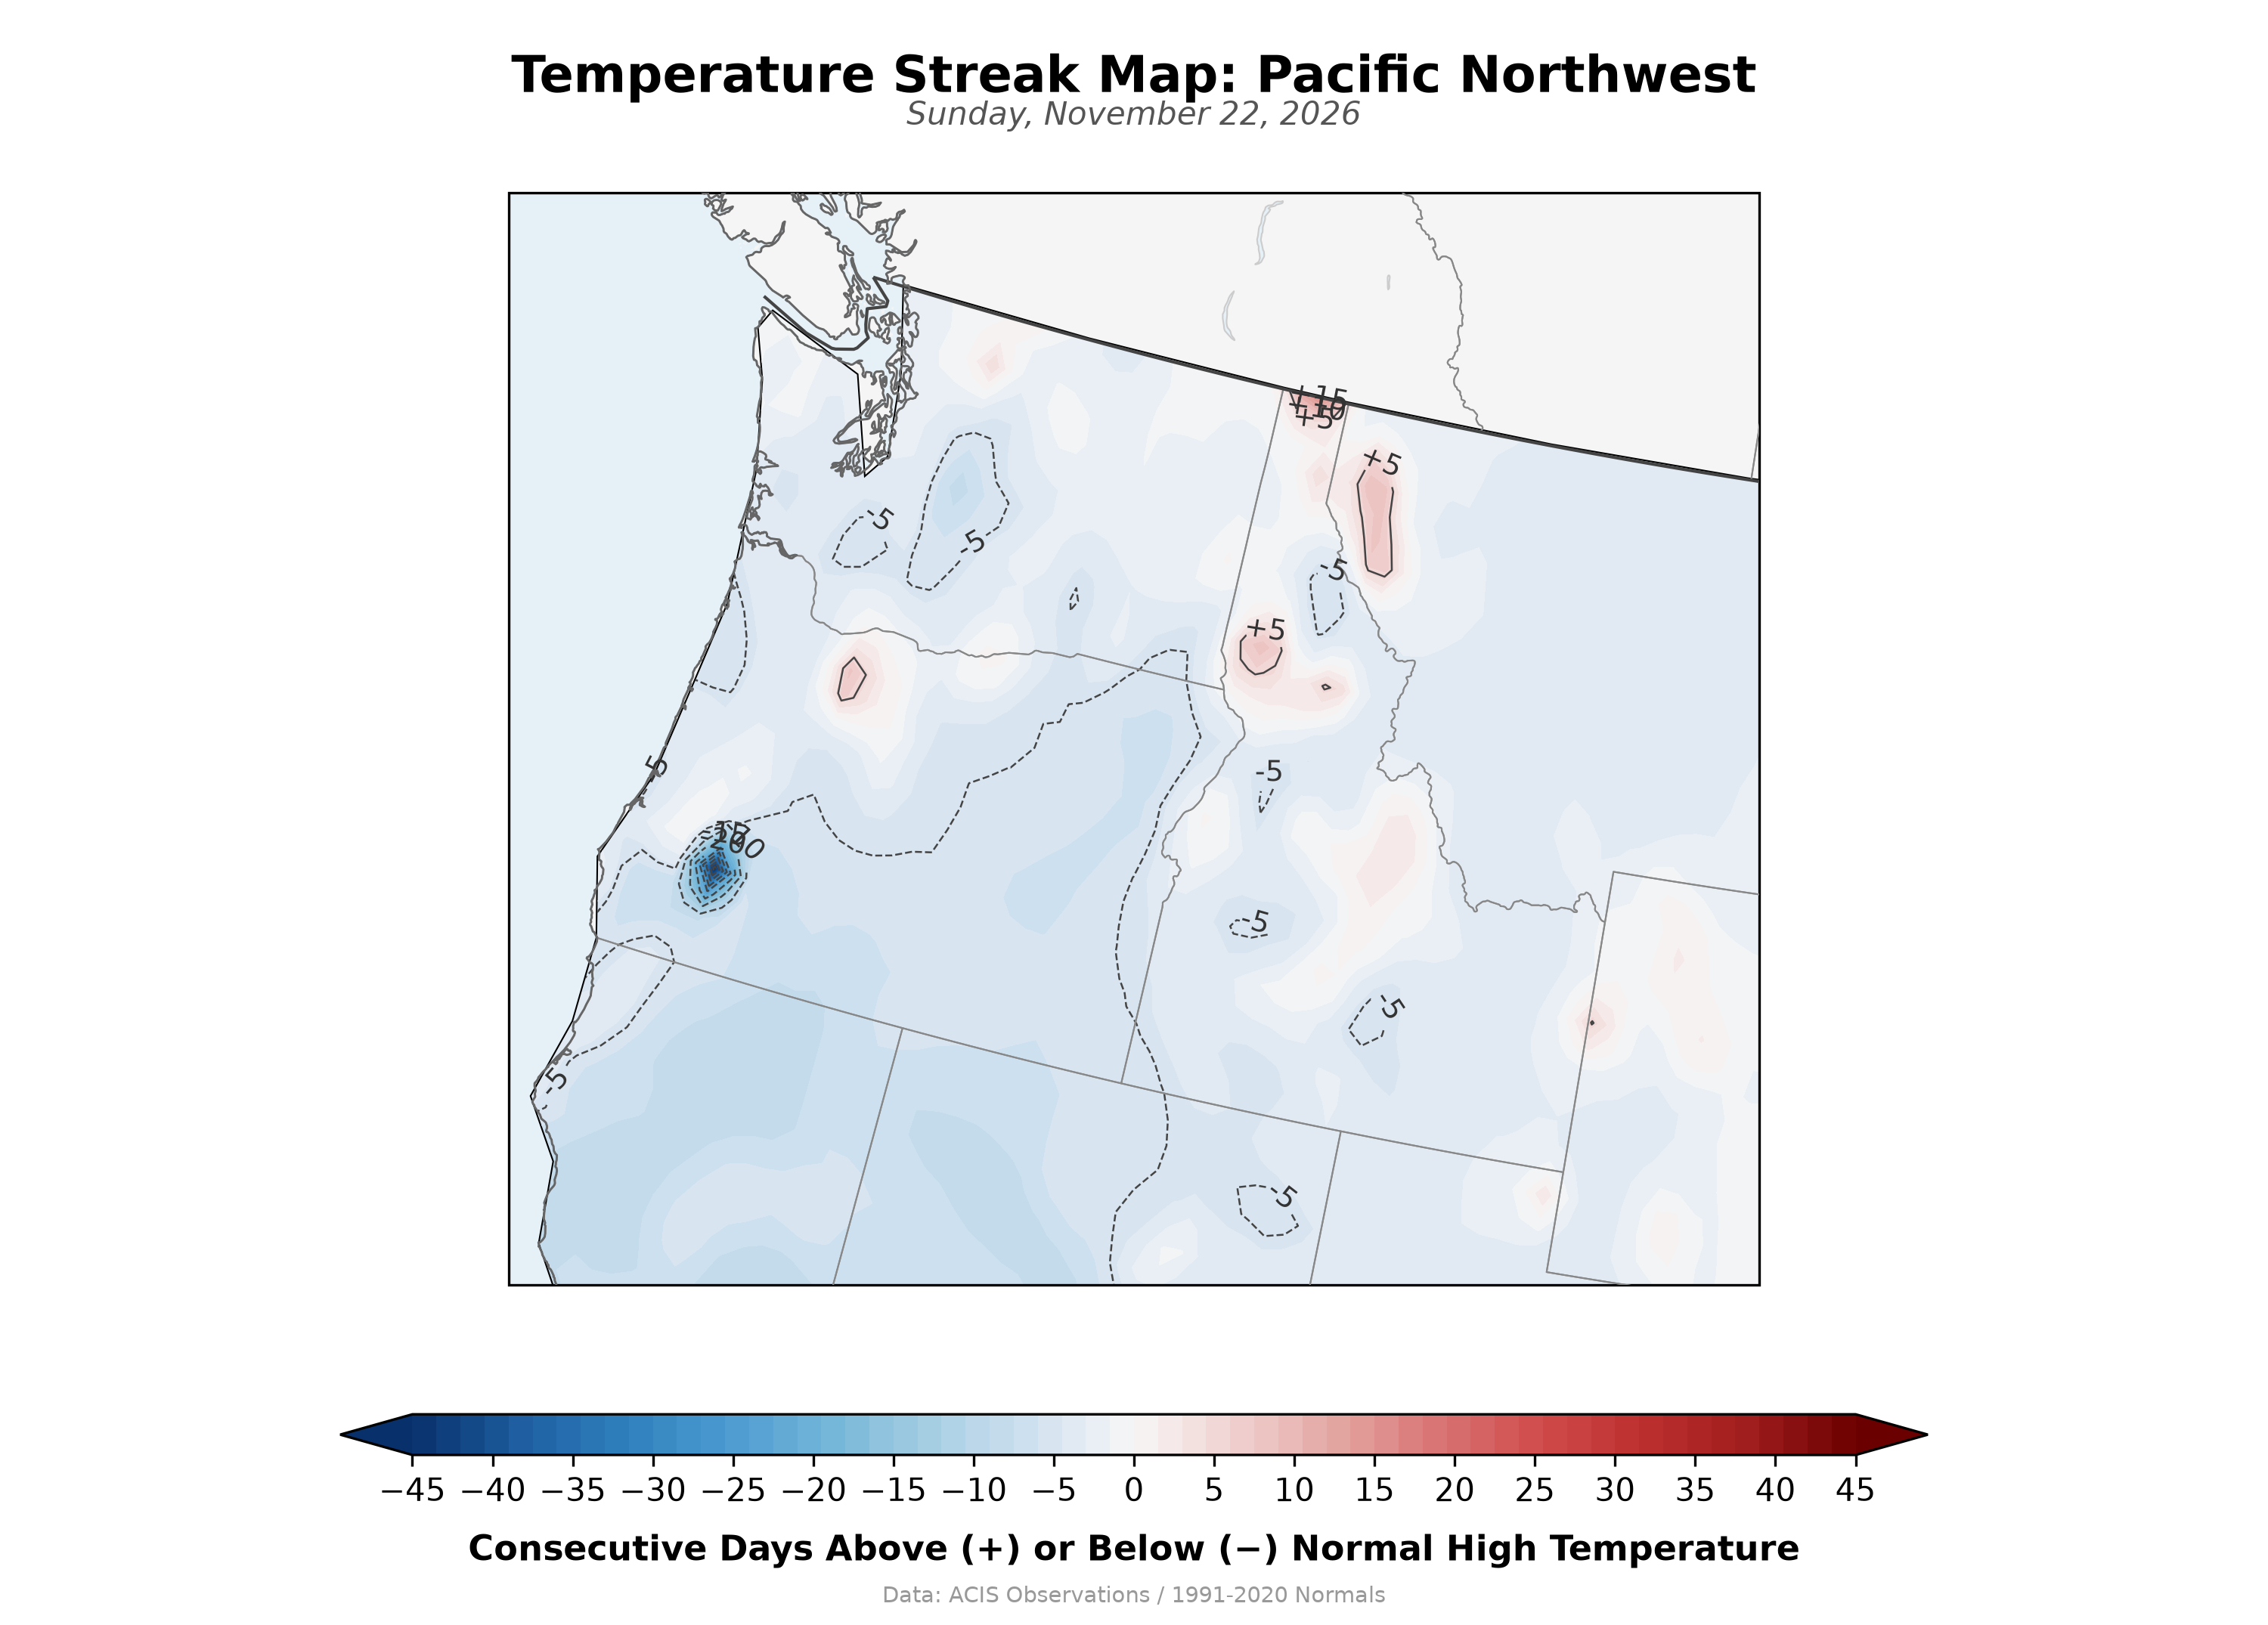 Temperature Streak Map: Pacific Northwest
Sunday, November 22, 2026
+15
+10
+5
+5
-5
-5
-5
+5
-5
-5
-5
-5
-5
-5
−45 −40 −35 −30 −25 −20 −15 −10 −5 0 5 10 15 20 25 30 35 40 45
Consecutive Days Above (+) or Below (−) Normal High Temperature
Data: ACIS Observations / 1991-2020 Normals